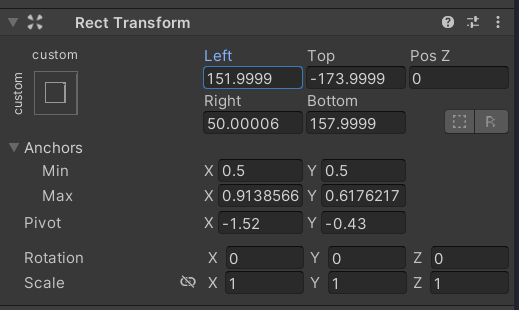 Rect Transform
custom
custom
Left Top Pos Z
151.9999 -173.9999 0
Right Bottom
50.00006 157.9999 R
Anchors
Min X 0.5 Y 0.5
Max X 0.9138566 Y 0.6176217
Pivot X -1.52 Y -0.43
Rotation X 0 Y 0 Z 0
Scale X 1 Y 1 Z 1